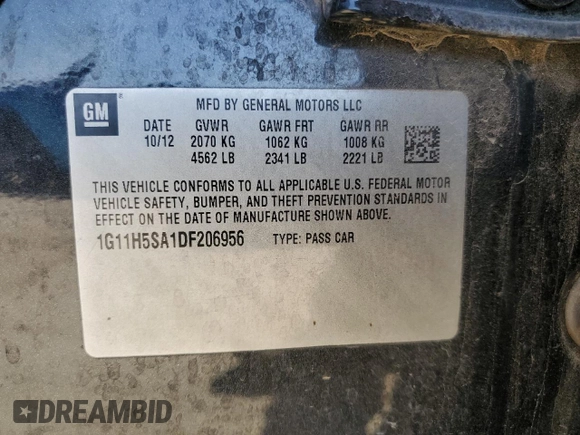 GM
MFD BY GENERAL MOTORS LLC
DATE GVWR GAWR FRT GAWR RR
10/12 2070 KG 1062 KG 1008 KG
4562 LB 2341 LB 2221 LB
THIS VEHICLE CONFORMS TO ALL APPLICABLE U.S. FEDERAL MOTOR
VEHICLE SAFETY, BUMPER, AND THEFT PREVENTION STANDARDS IN
EFFECT ON THE DATE OF MANUFACTURE SHOWN ABOVE.
1G11H5SA1DF206956 TYPE: PASS CAR
DREAMBID